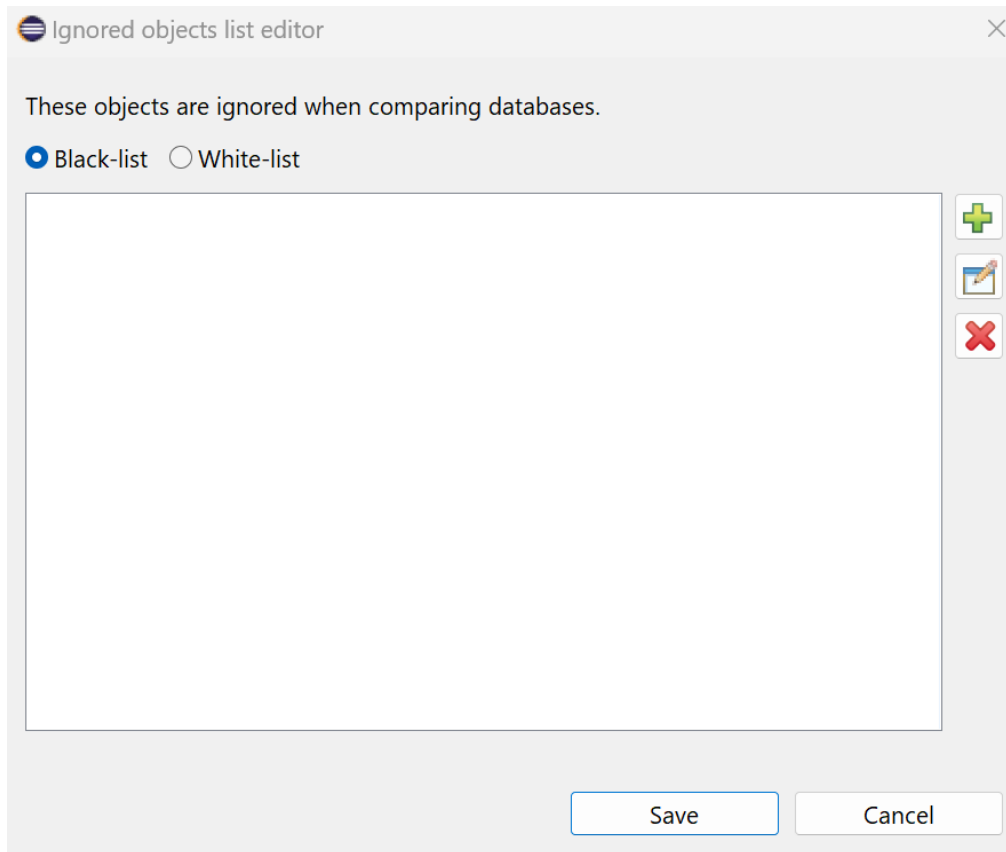 Ignored objects list editor
These objects are ignored when comparing databases.
Black-list White-list
Save Cancel